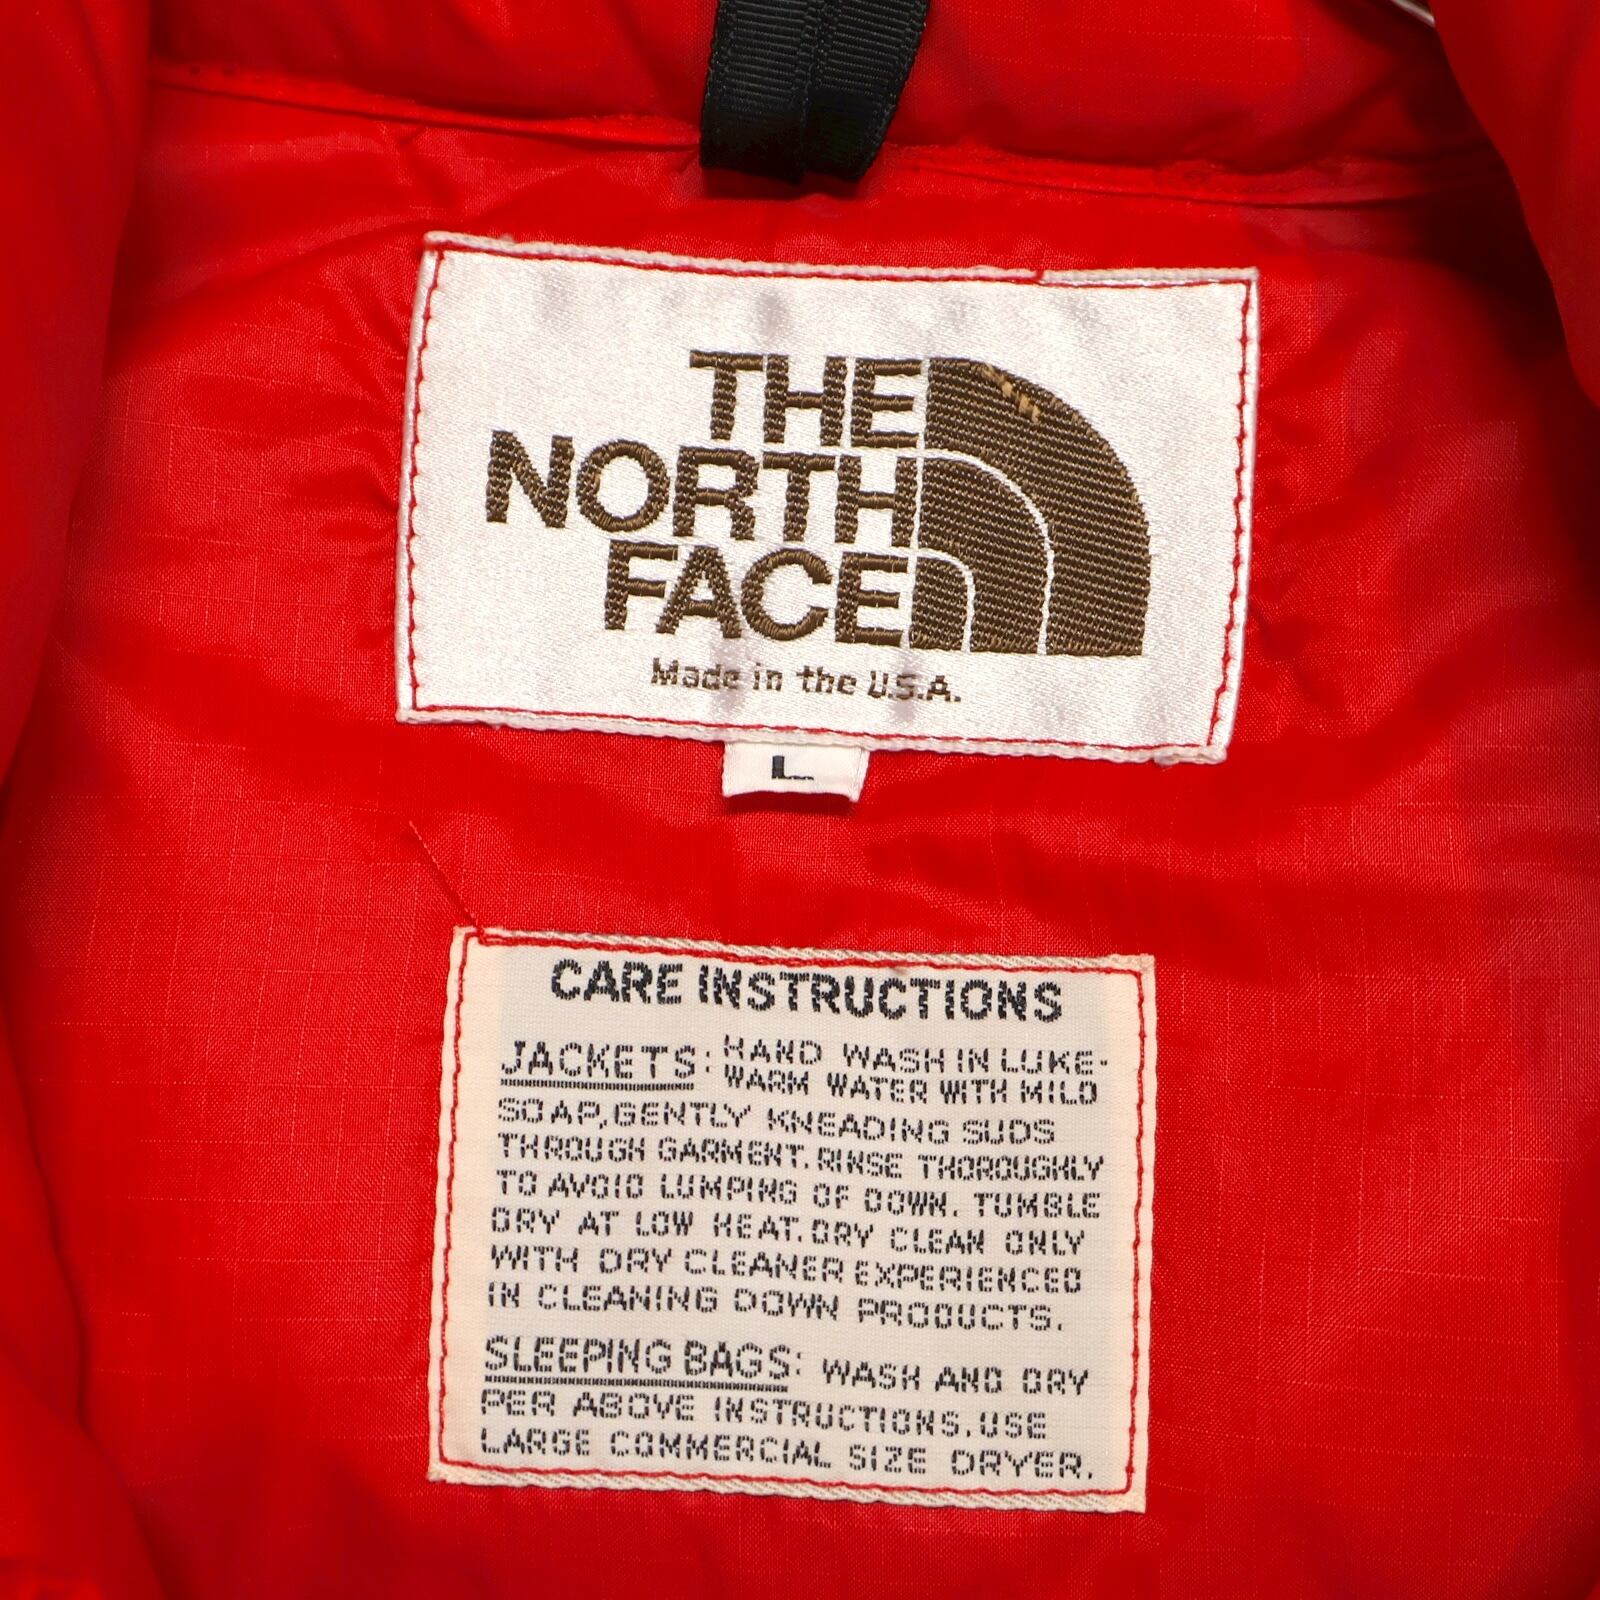 THE
NORTH
FACE
Made in the U.S.A.
L
CARE INSTRUCTIONS
JACKETS: HAND WASH IN LUKE-
WARM WATER WITH MILD
SOAP, GENTLY KNEADING SUDS
THROUGH GARMENT. RINSE THOROUGHLY
TO AVOID LUMPING OF DOWN. TUMBLE
DRY AT LOW HEAT. DRY CLEAN ONLY
WITH DRY CLEANER EXPERIENCED
IN CLEANING DOWN PRODUCTS.
SLEEPING BAGS: WASH AND DRY
PER ABOVE INSTRUCTIONS. USE
LARGE COMMERCIAL SIZE DRYER.